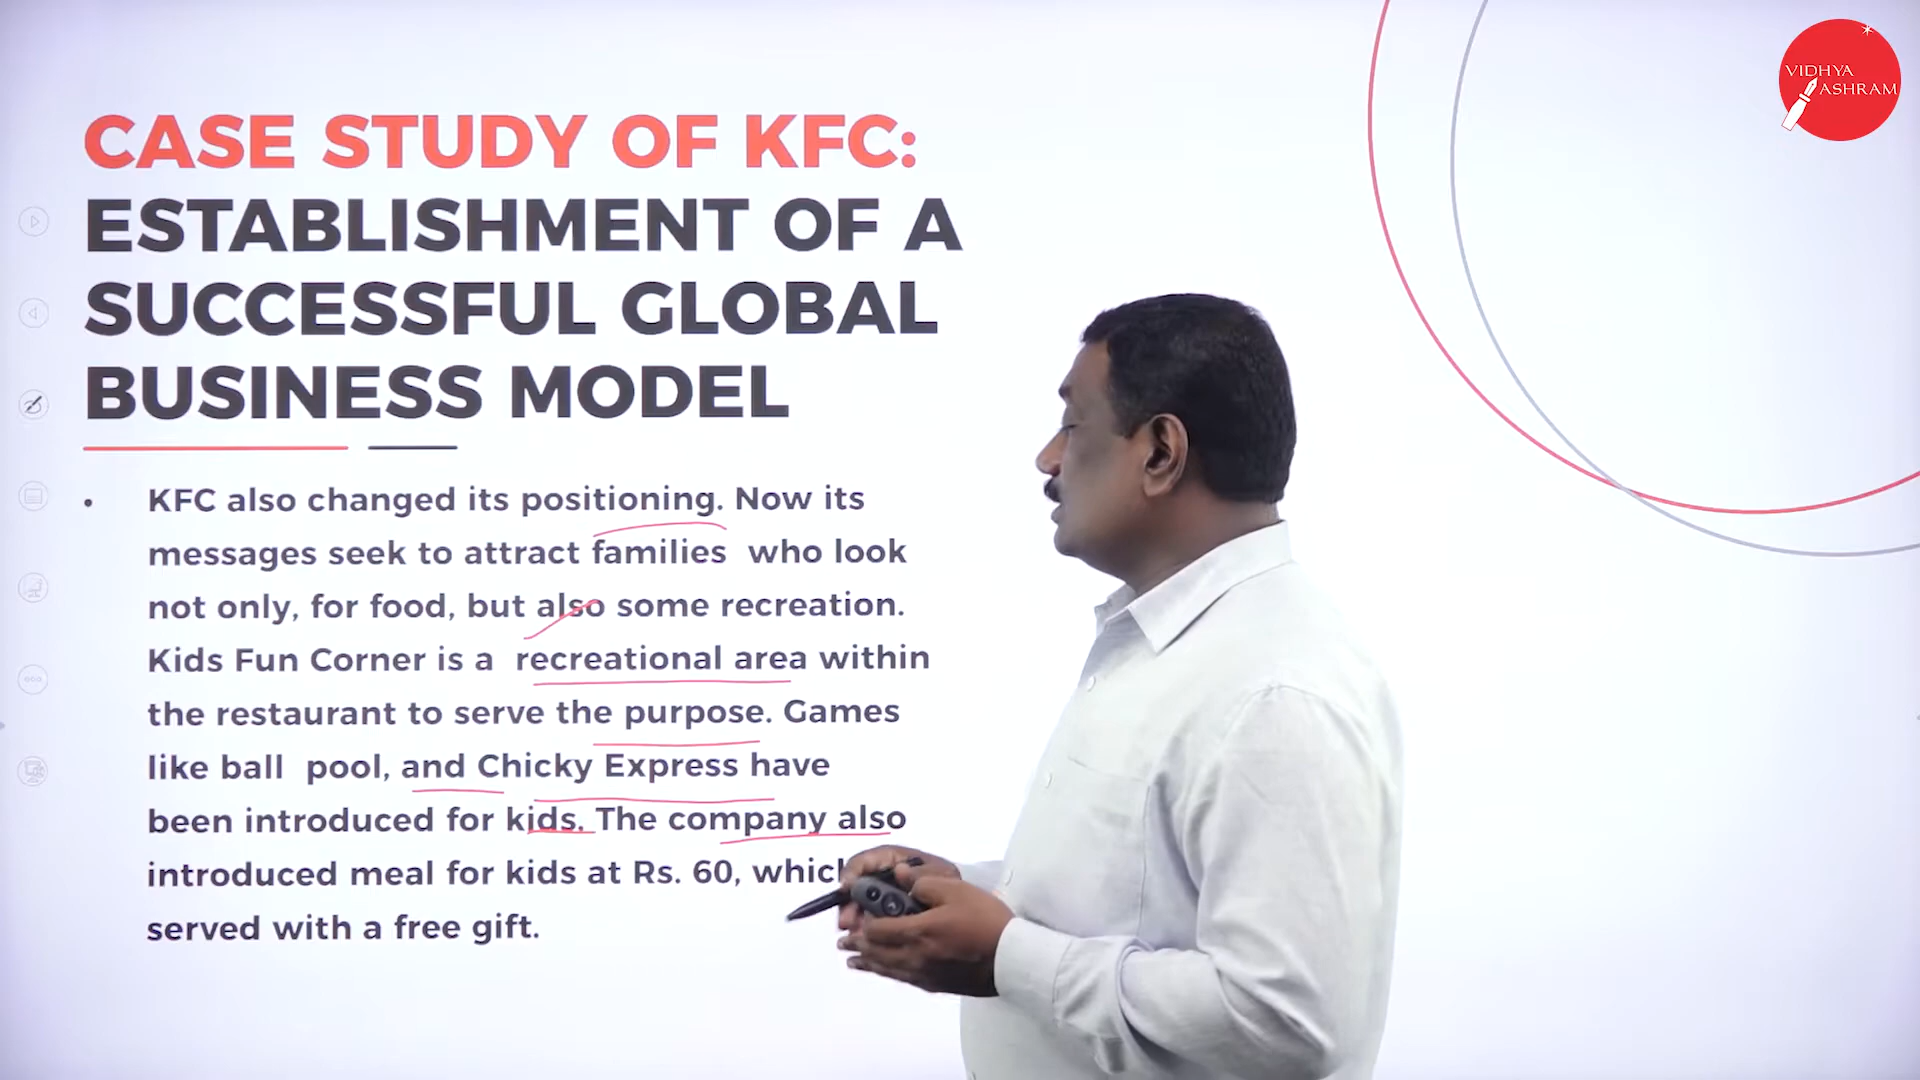 VIDHYA
ASHRAM
CASE STUDY OF KFC:
ESTABLISHMENT OF A
SUCCESSFUL GLOBAL
BUSINESS MODEL
• KFC also changed its positioning. Now its
messages seek to attract families who look
not only, for food, but also some recreation.
Kids Fun Corner is a recreational area within
the restaurant to serve the purpose. Games
like ball pool, and Chicky Express have
been introduced for kids. The company also
introduced meal for kids at Rs. 60,
served with a free gift.